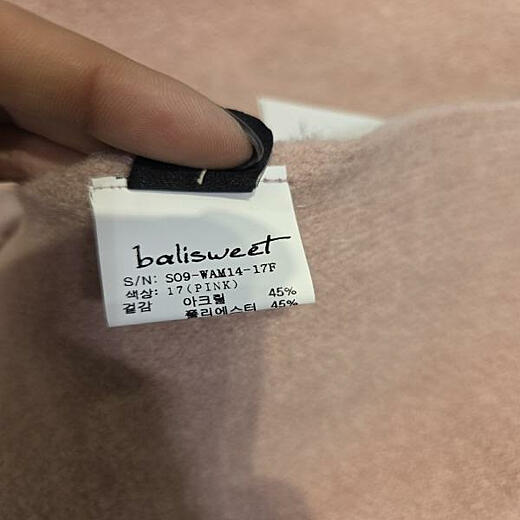 balisweet
S/N: S09-WAM14-17F
색상: 17(PINK)
겉감 아크릴 45%
폴리에스터 45%